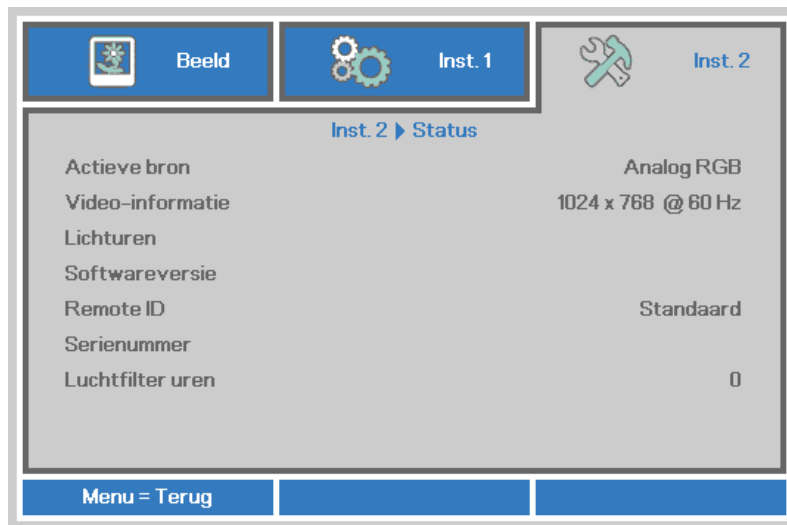 Beeld
Inst. 1
Inst. 2
Inst. 2 Status
Actieve bron Analog RGB
Video-informatie 1024 x 768 @ 60 Hz
Lichturen
Softwareversie
Remote ID Standaard
Serienummer
Luchtfilter uren 0
Menu = Terug